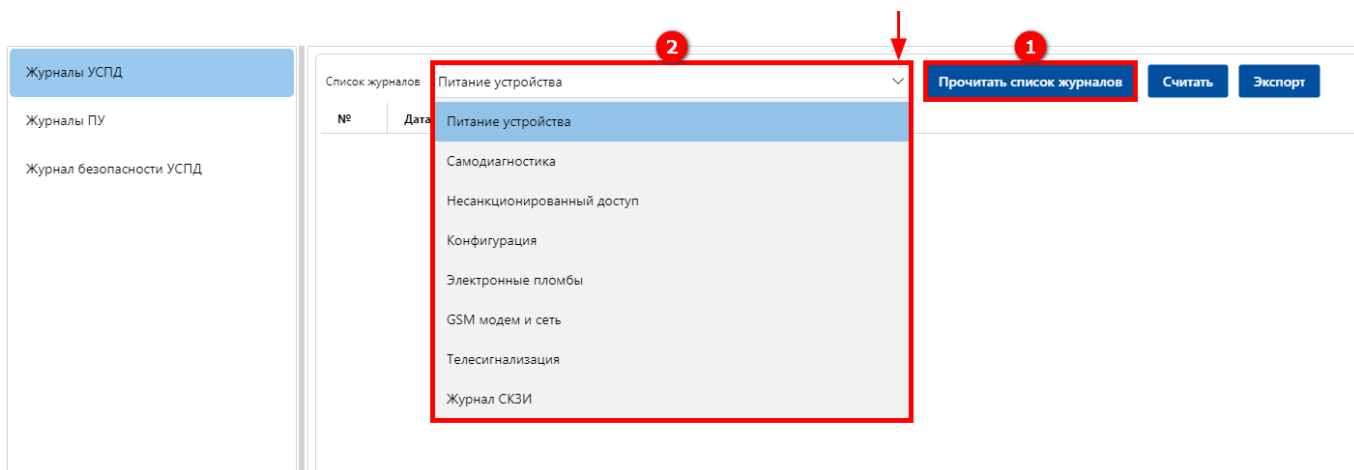 2
1
Журналы УСПД
Список журналов Питание устройства Прочитать список журналов Считать Экспорт
Журналы ПУ
№ Дата
Питание устройства
Самодиагностика
Журнал безопасности УСПД
Несанкционированный доступ
Конфигурация
Электронные пломбы
GSM модем и сеть
Телесигнализация
Журнал СКЗИ